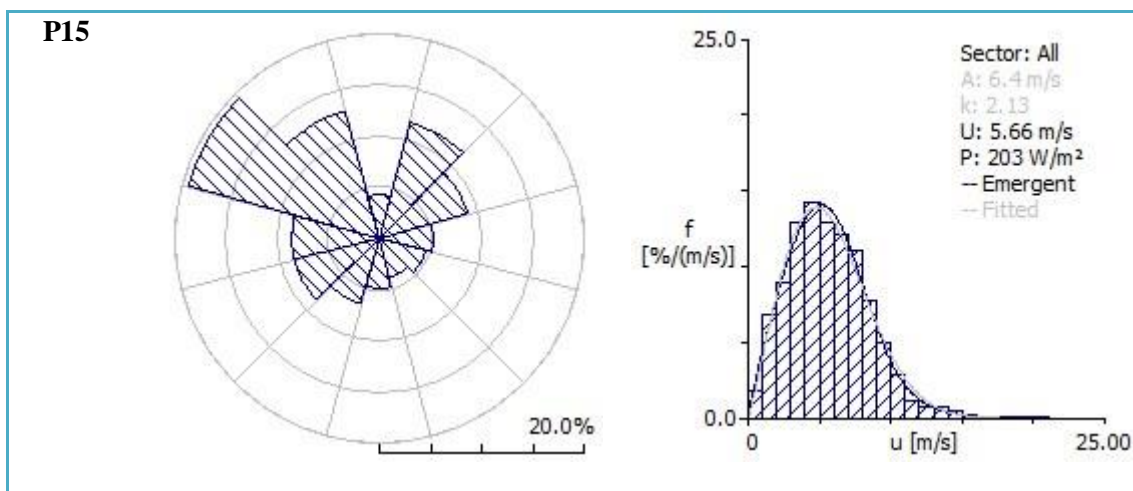 P15
20.0%
25.0
f
[%/(m/s)]
0.0
0
u [m/s]
25.00
Sector: All
A: 6.4 m/s
k: 2.13
U: 5.66 m/s
P: 203 W/m²
-- Emergent
-- Fitted